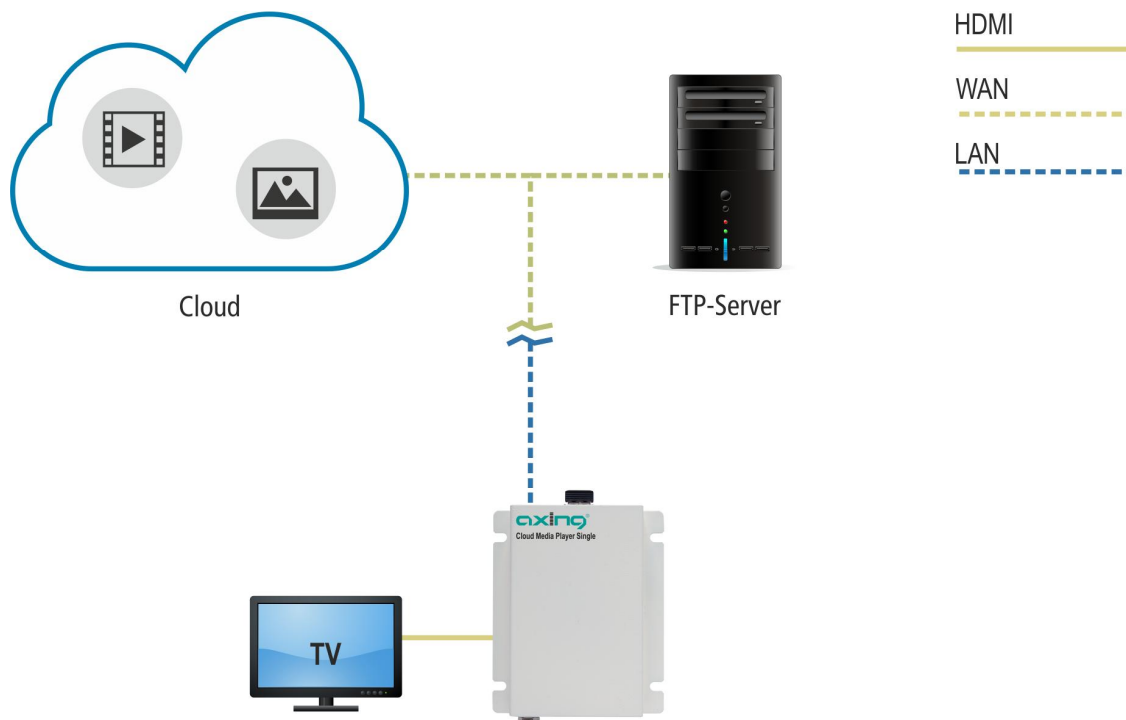 HDMI
WAN
LAN
Cloud
FTP-Server
axing®
Cloud Media Player Single
TV